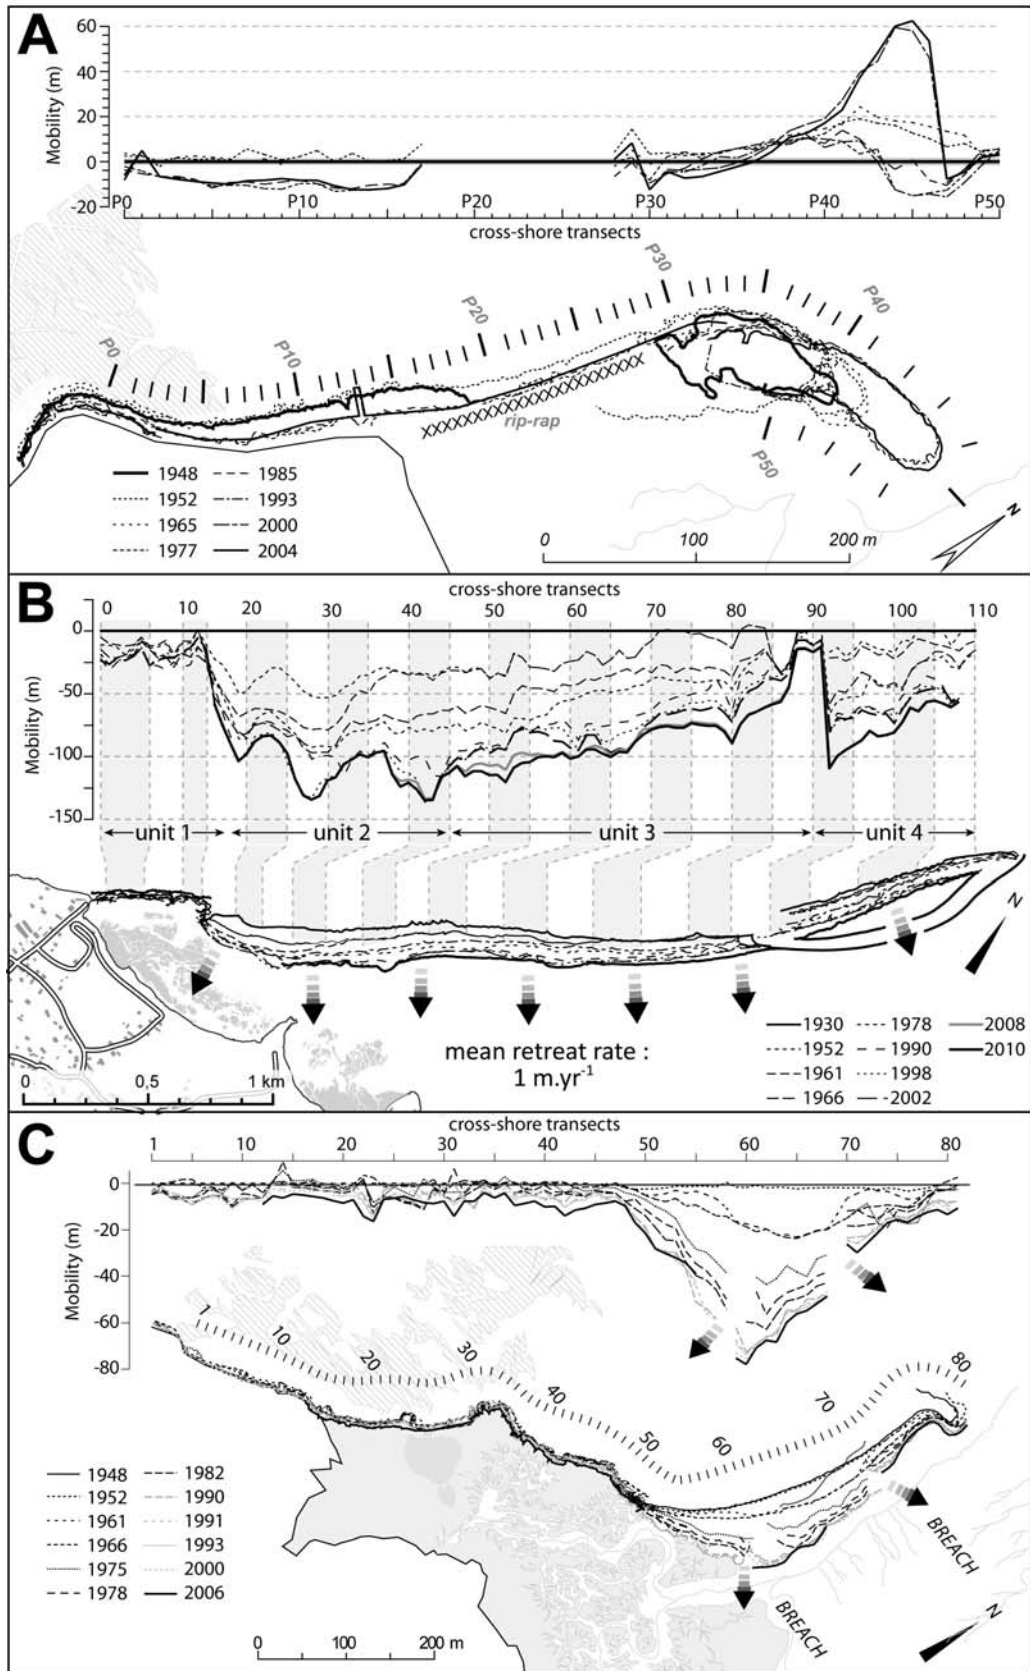 A
Mobility (m)
60
40
20
0
-20
P0
P10
P20
P30
P40
P50
cross-shore transects
P0
P10
P20
P30
P40
P50
rip-rap
1948
1952
1965
1977
1985
1993
2000
2004
0
100
200 m
N
B
cross-shore transects
0
10
20
30
40
50
60
70
80
90
100
110
Mobility (m)
0
-50
-100
-150
unit 1
unit 2
unit 3
unit 4
N
mean retreat rate :
1 m.yr-1
0
0,5
1 km
1930
1952
1961
1966
1978
1990
1998
2002
2008
2010
C
cross-shore transects
1
10
20
30
40
50
60
70
80
Mobility (m)
0
-20
-40
-60
-80
1
10
20
30
40
50
60
70
80
1948
1952
1961
1966
1975
1978
1982
1990
1991
1993
2000
2006
BREACH
BREACH
N
0
100
200 m